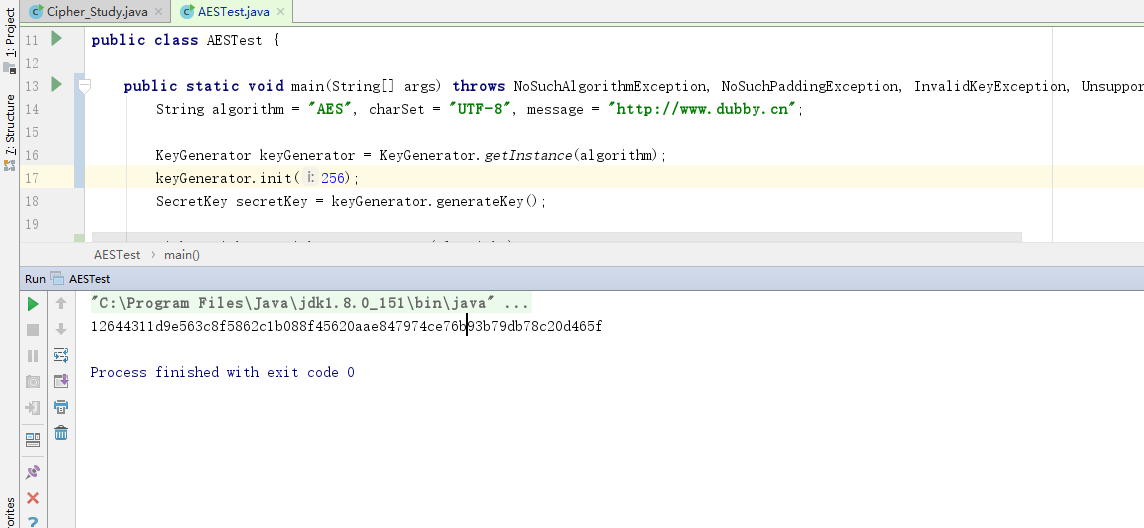 Cipher_Study.java × AESTest.java ×
1: Project
7: Structure
11 public class AESTest {
12
13 public static void main(String[] args) throws NoSuchAlgorithmException, NoSuchPaddingException, InvalidKeyException, Unsuppor
14 String algorithm = "AES", charSet = "UTF-8", message = "http://www.dubby.cn";
15
16 KeyGenerator keyGenerator = KeyGenerator.getInstance(algorithm);
17 keyGenerator.init( i: 256);
18 SecretKey secretKey = keyGenerator.generateKey();
19
AESTest › main()
Run AESTest
"C:\Program Files\Java\jdk1.8.0_151\bin\java" ...
12644311d9e563c8f5862c1b088f45620aae847974ce76b93b79db78c20d465f
Process finished with exit code 0
orites